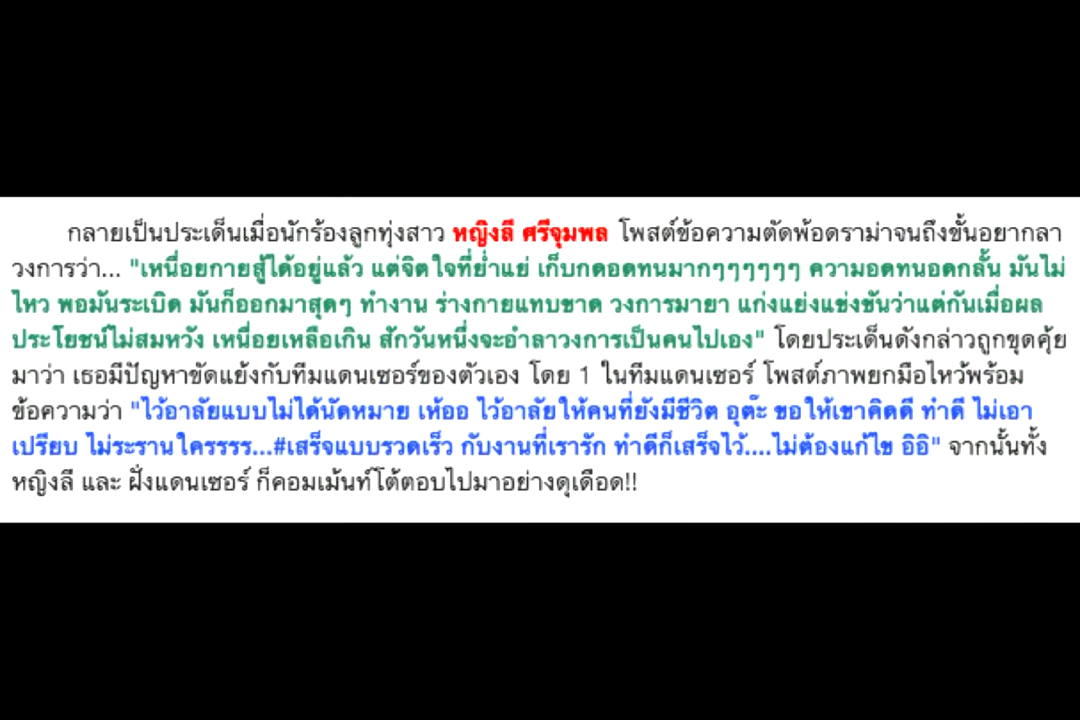 กลายเป็นประเด็นเมื่อนักร้องลูกทุ่งสาว หญิงลี ศรีจุมพล โพสต์ข้อความตัดพ้อดราม่าจนถึงขั้นอยากลา
วงการว่า... "เหนื่อยกายสู้ได้อยู่แล้ว แต่จิตใจที่ย่ำแย่ เก็บกดอดทนมากๆๆๆๆๆๆ ความอดทนอดกลั้น มันไม่
ไหว พอมันระเบิด มันก็ออกมาสุดๆ ทำงาน ร่างกายแทบขาด วงการมายา แก่งแย่งแข่งขันว่าแต่กันเมื่อผล
ประโยชน์ไม่สมหวัง เหนื่อยเหลือเกิน สักวันหนึ่งจะอำลาวงการเป็นคนไปเอง" โดยประเด็นดังกล่าวถูกขุดคุ้ย
มาว่า เธอมีปัญหาขัดแย้งกับทีมแดนเซอร์ของตัวเอง โดย 1 ในทีมแดนเซอร์ โพสต์ภาพยกมือไหว้พร้อม
ข้อความว่า "ไว้อาลัยแบบไม่ได้นัดหมาย เห้ออ ไว้อาลัยให้คนที่ยังมีชีวิต อุต๊ะ ขอให้เขาคิดดี ทำดี ไม่เอา
เปรียบ ไม่ระรานใครรรร...#เสร็จแบบรวดเร็ว กับงานที่เรารัก ทำดีก็เสร็จไว้....ไม่ต้องแก้ไข อิอิ" จากนั้นทั้ง
หญิงลี และ ฝั่งแดนเซอร์ ก็คอมเม้นท์โต้ตอบไปมาอย่างดุเดือด!!